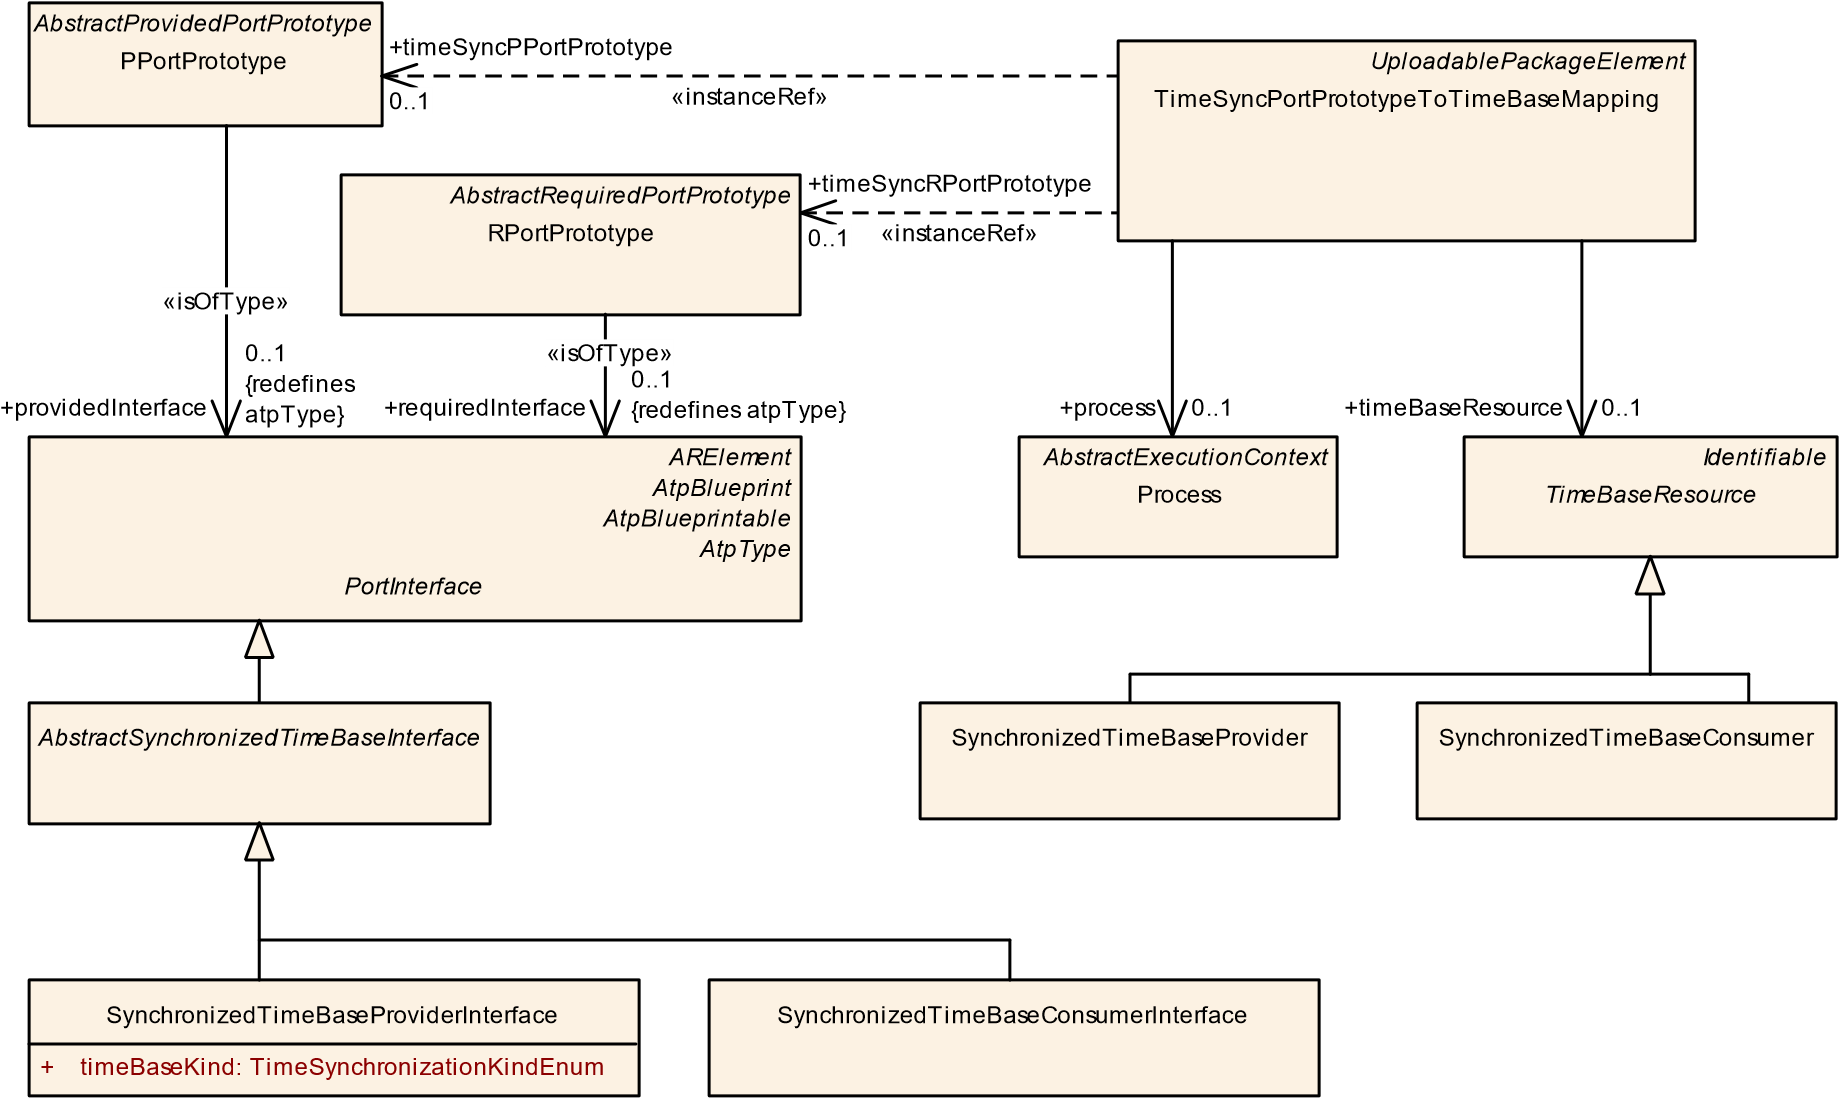 AbstractProvidedPortPrototype
PPortPrototype
+timeSyncPPortPrototype
0..1
«instanceRef»
UploadablePackageElement
TimeSyncPortPrototypeToTimeBaseMapping
AbstractRequiredPortPrototype
RPortPrototype
+timeSyncRPortPrototype
0..1
«instanceRef»
«isOfType»
0..1
{redefines
atpType}
+providedInterface
«isOfType»
0..1
{redefines atpType}
+requiredInterface
+process
0..1
+timeBaseResource
0..1
ARElement
AtpBlueprint
AtpBlueprintable
AtpType
PortInterface
AbstractExecutionContext
Process
Identifiable
TimeBaseResource
AbstractSynchronizedTimeBaseInterface
SynchronizedTimeBaseProvider
SynchronizedTimeBaseConsumer
SynchronizedTimeBaseProviderInterface
+ timeBaseKind: TimeSynchronizationKindEnum
SynchronizedTimeBaseConsumerInterface